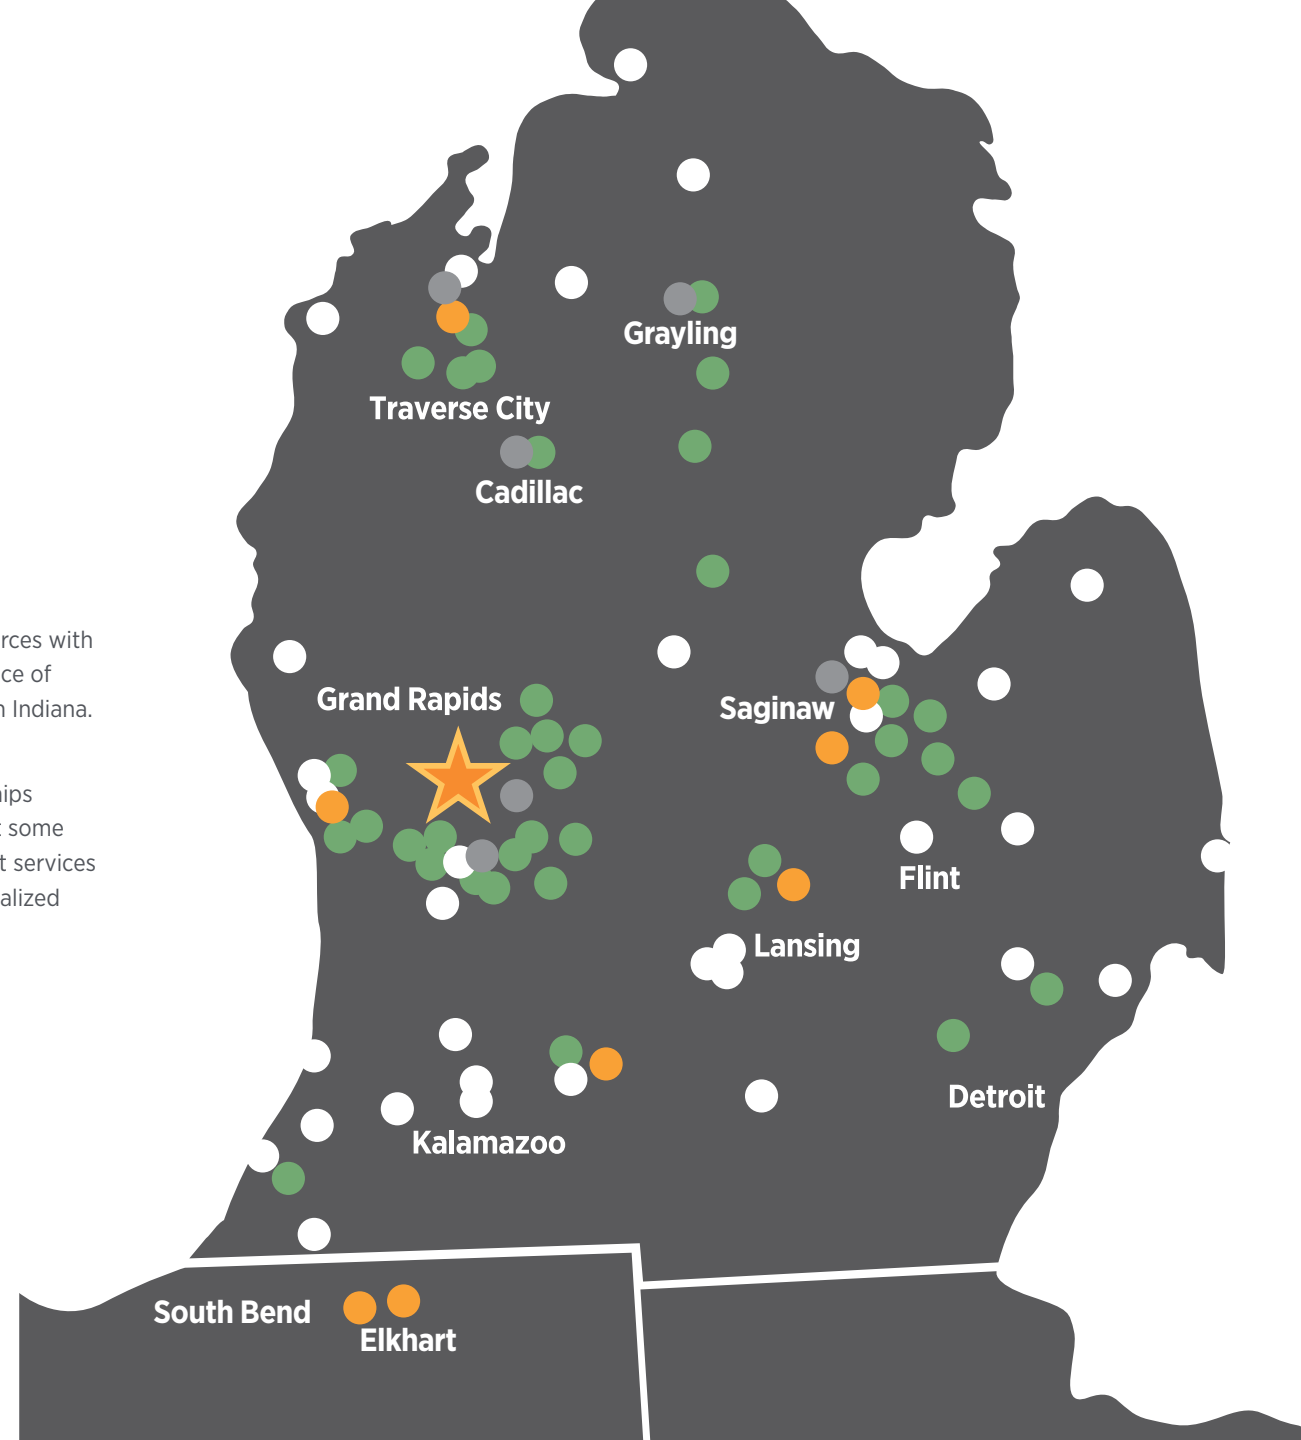 Grayling
Traverse City
Cadillac
rces with
ce of
Indiana.
Grand Rapids
Saginaw
some
t services
alized
Flint
Lansing
Detroit
Kalamazoo
South Bend
Elkhart